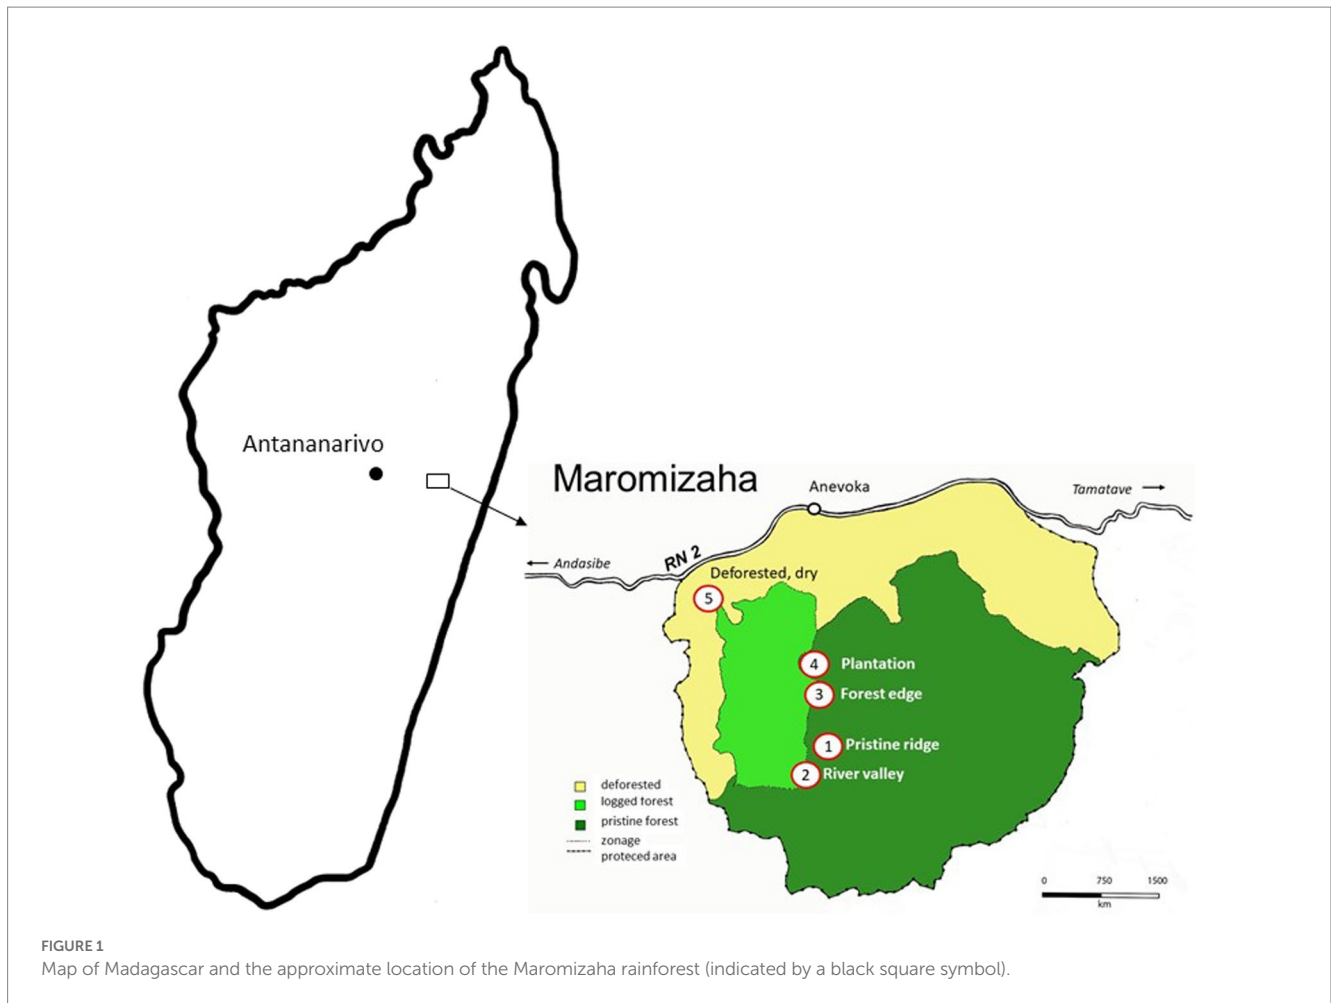 Antananarivo
Maromizaha
Anevoka
Tamatave
Andasibe
RN 2
Deforested, dry
5
4 Plantation
3 Forest edge
1 Pristine ridge
2 River valley
deforested
logged forest
pristine forest
zonage
proteced area
0 750 1500
km
FIGURE 1
Map of Madagascar and the approximate location of the Maromizaha rainforest (indicated by a black square symbol).